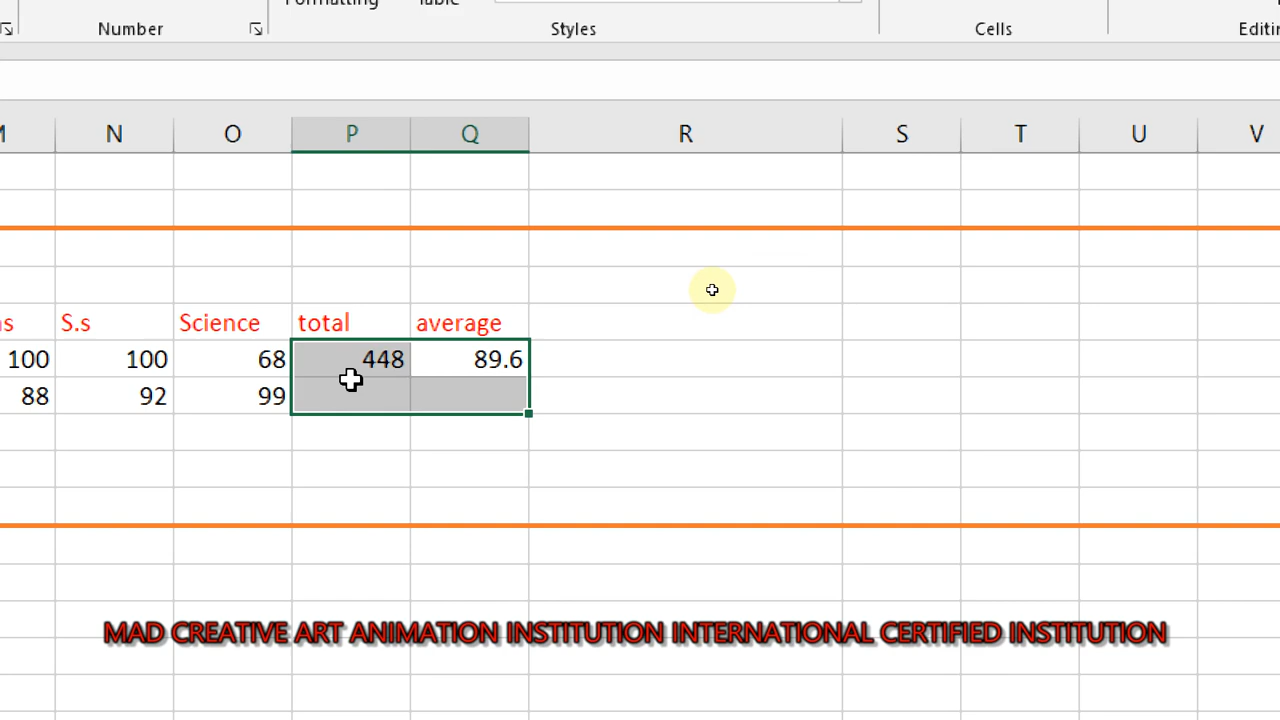 Number Styles Cells
N O P Q R S T U V
S.s Science total average
100 100 68 448 89.6
88 92 99
MAD CREATIVE ART ANIMATION INSTITUTION INTERNATIONAL CERTIFIED INSTITUTION